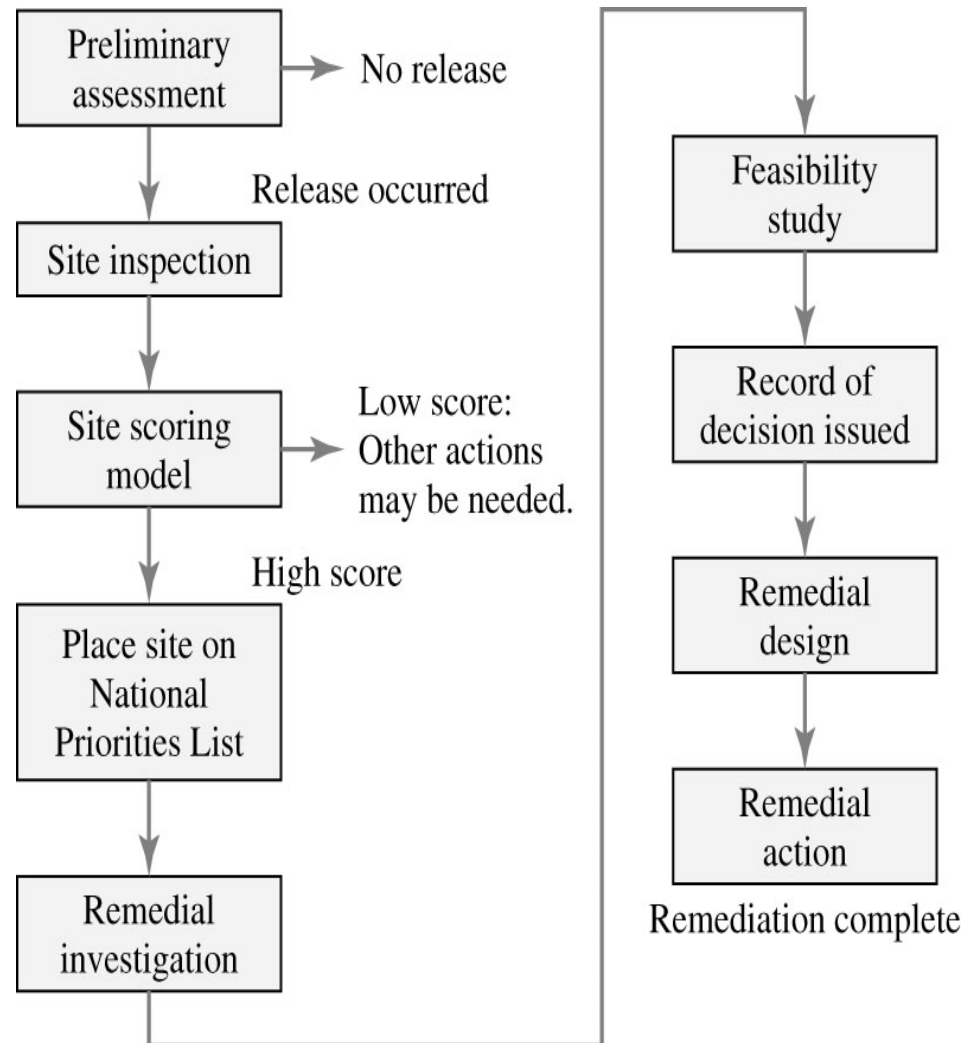 Preliminary
assessment
No release
Release occurred
Site inspection
Site scoring
model
Low score:
Other actions
may be needed.
High score
Place site on
National
Priorities List
Remedial
investigation
Feasibility
study
Record of
decision issued
Remedial
design
Remedial
action
Remediation complete